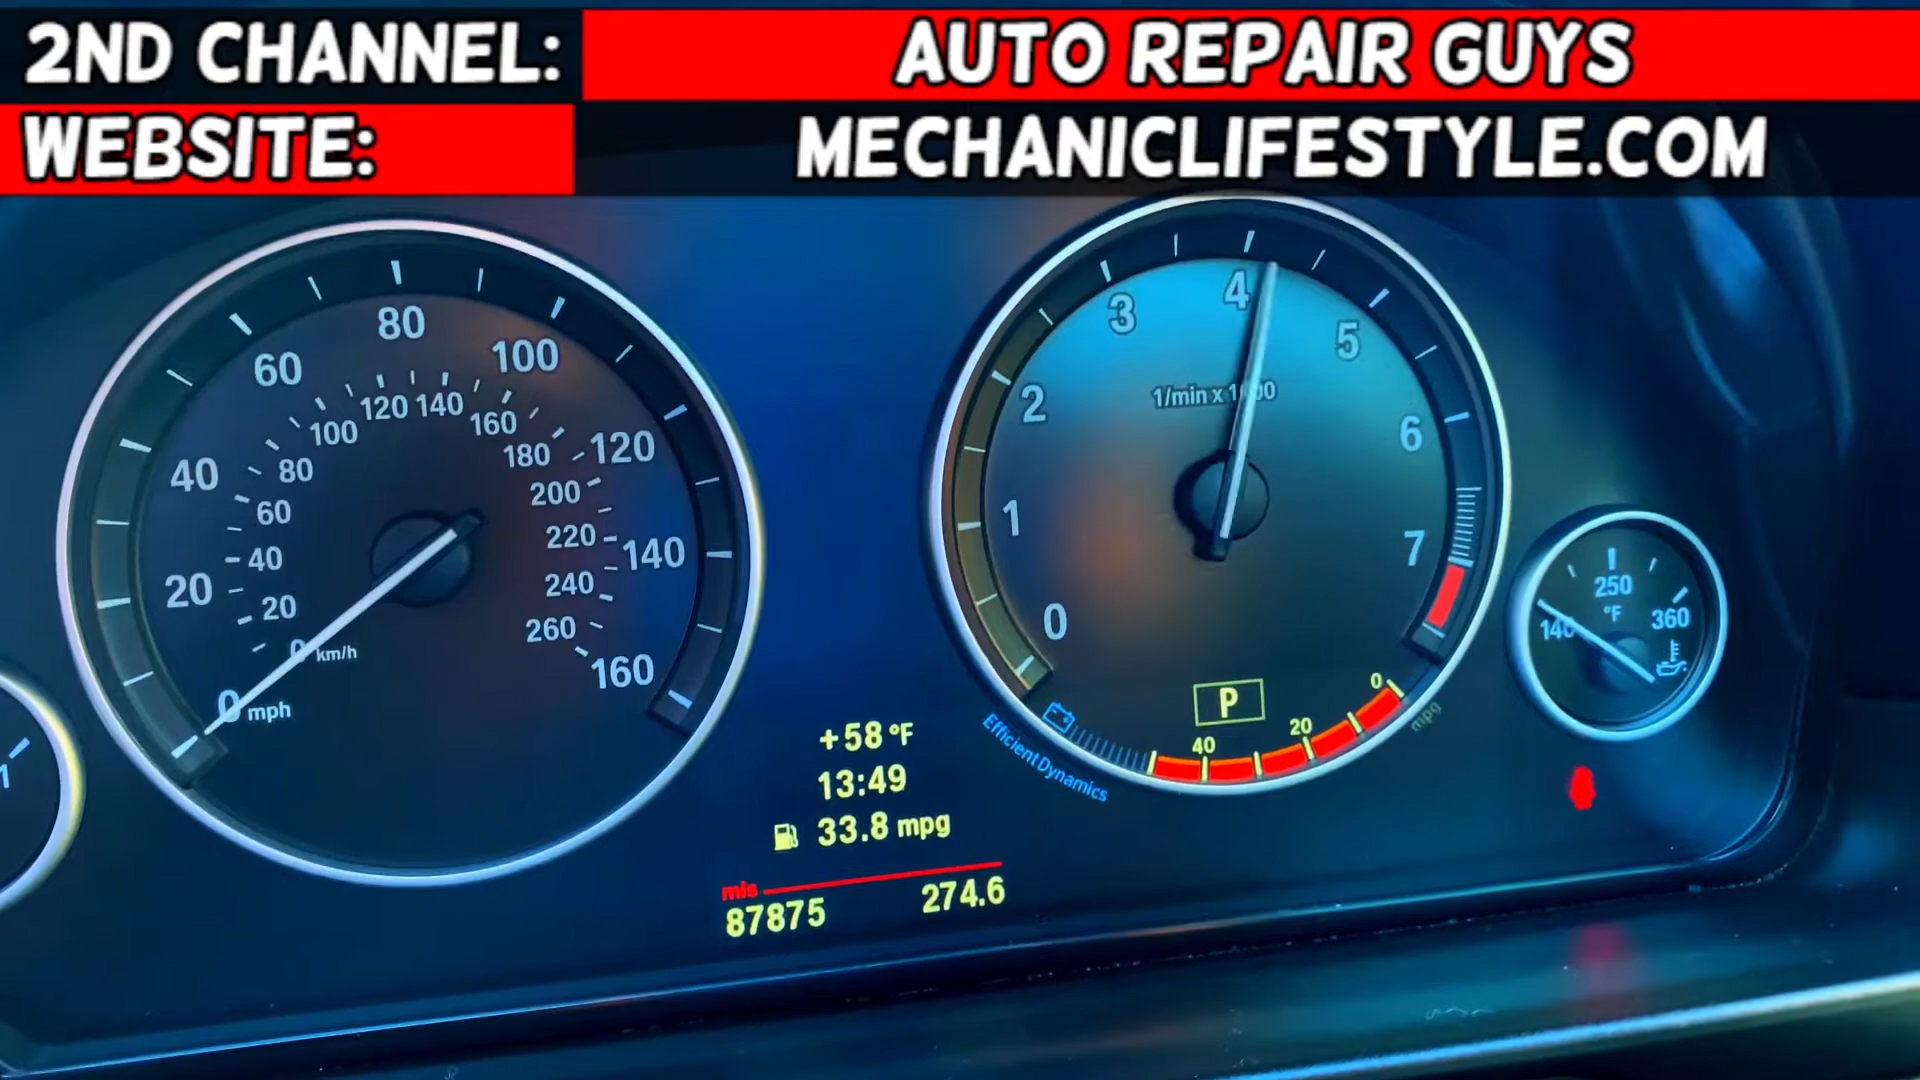 2ND CHANNEL: AUTO REPAIR GUYS
WEBSITE: MECHANICLIFESTYLE.COM
0 20 40 60 80 100 120 140 160
mph
0 20 40 60 80 100 120 140 160 180 200 220 240 260
km/h
0 1 2 3 4 5 6 7
1/min x 1000
P
40 20 0
mpg
EfficientDynamics
140 250 360
°F
1
+58 °F
13:49
33.8 mpg
mls
87875 274.6